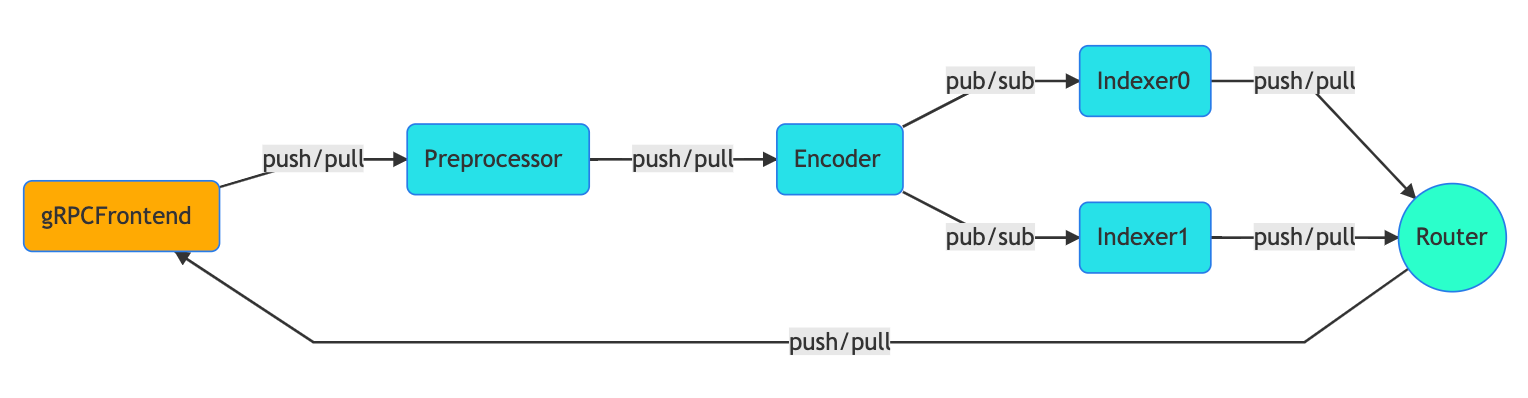 gRPCFrontend
push/pull
Preprocessor
push/pull
Encoder
pub/sub
Indexer0
push/pull
pub/sub
Indexer1
push/pull
Router
push/pull